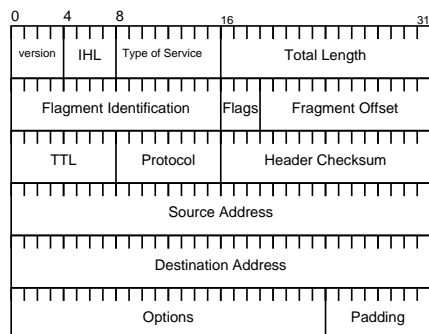 0 4 8 16 31
version IHL Type of Service Total Length
Flagment Identification Flags Fragment Offset
TTL Protocol Header Checksum
Source Address
Destination Address
Options Padding